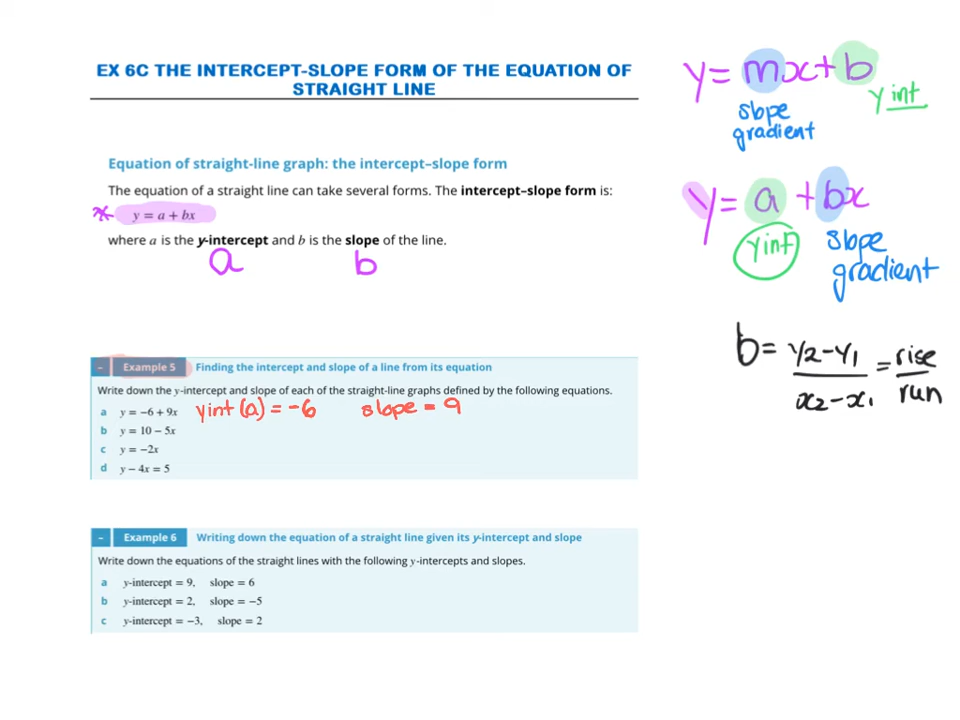 EX 6C THE INTERCEPT-SLOPE FORM OF THE EQUATION OF
STRAIGHT LINE
Equation of straight-line graph: the intercept–slope form
The equation of a straight line can take several forms. The intercept–slope form is:
* y = a + bx
where a is the y-intercept and b is the slope of the line.
a b
– Example 5 Finding the intercept and slope of a line from its equation
Write down the y-intercept and slope of each of the straight-line graphs defined by the following equations.
a y = −6 + 9x yint (a) = -6 slope = 9
b y = 10 − 5x
c y = −2x
d y − 4x = 5
– Example 6 Writing down the equation of a straight line given its y-intercept and slope
Write down the equations of the straight lines with the following y-intercepts and slopes.
a y-intercept = 9, slope = 6
b y-intercept = 2, slope = −5
c y-intercept = −3, slope = 2
y = mx + b
slope
gradient
y int
y = a + bx
yint
slope
gradient
b = y2 - y1 = rise
x2 - x1 run